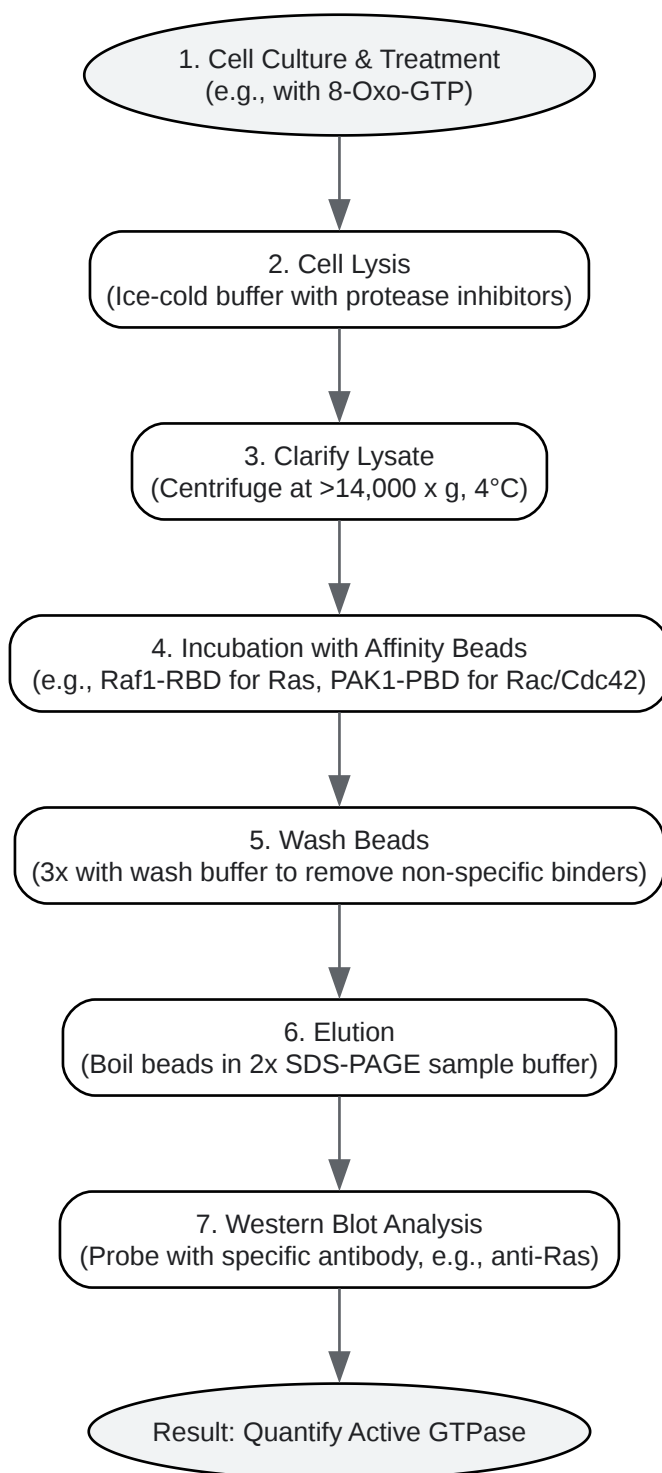 1. Cell Culture & Treatment
(e.g., with 8-Oxo-GTP)
2. Cell Lysis
(Ice-cold buffer with protease inhibitors)
3. Clarify Lysate
(Centrifuge at >14,000 x g, 4°C)
4. Incubation with Affinity Beads
(e.g., Raf1-RBD for Ras, PAK1-PBD for Rac/Cdc42)
5. Wash Beads
(3x with wash buffer to remove non-specific binders)
6. Elution
(Boil beads in 2x SDS-PAGE sample buffer)
7. Western Blot Analysis
(Probe with specific antibody, e.g., anti-Ras)
Result: Quantify Active GTPase